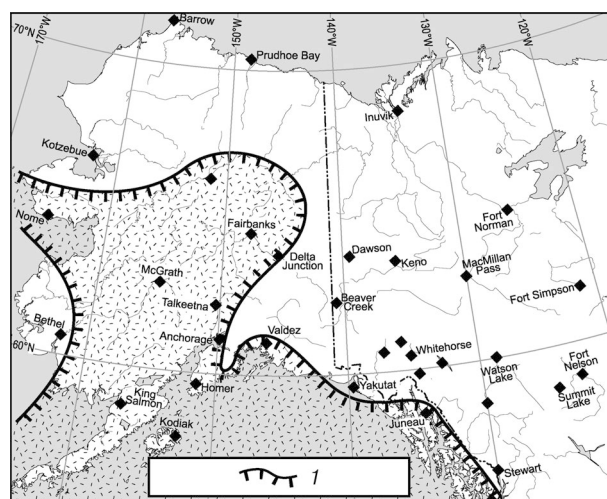 70°N
170°W
Barrow
150°W
Prudhoe Bay
140°W
130°W
120°W
Inuvik
Kotzebue
Nome
Fairbanks
Delta
Junction
Dawson
Keno
Fort
Norman
MacMillan
Pass
McGrath
Talkeetna
Beaver
Creek
Fort Simpson
Bethel
Anchorage
Valdez
Whitehorse
60°N
Homer
Yakutat
Watson
Lake
Fort
Nelson
Summit
Lake
King
Salmon
Kodiak
Juneau
Stewart
1